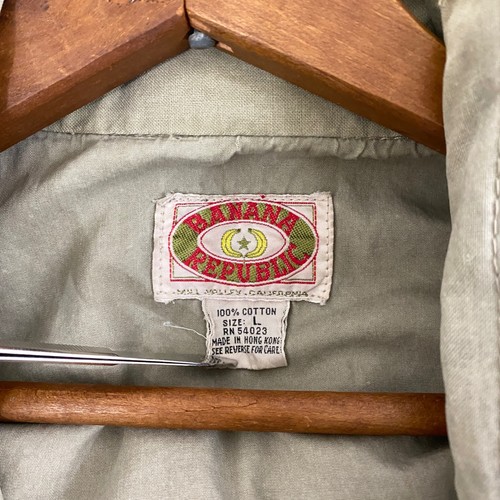 BANANA
REPUBLIC
MILL VALLEY, CALIFORNIA
100% COTTON
SIZE: L
RN 54023
MADE IN HONG KONG
SEE REVERSE FOR CARE